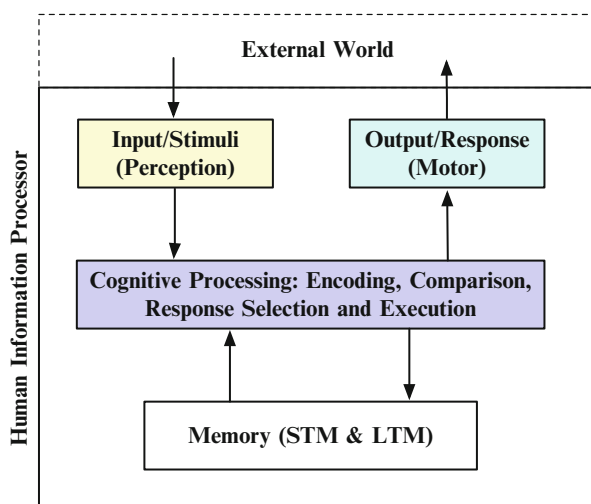 External World
Human Information Processor
Input/Stimuli
(Perception)
Output/Response
(Motor)
Cognitive Processing: Encoding, Comparison,
Response Selection and Execution
Memory (STM & LTM)